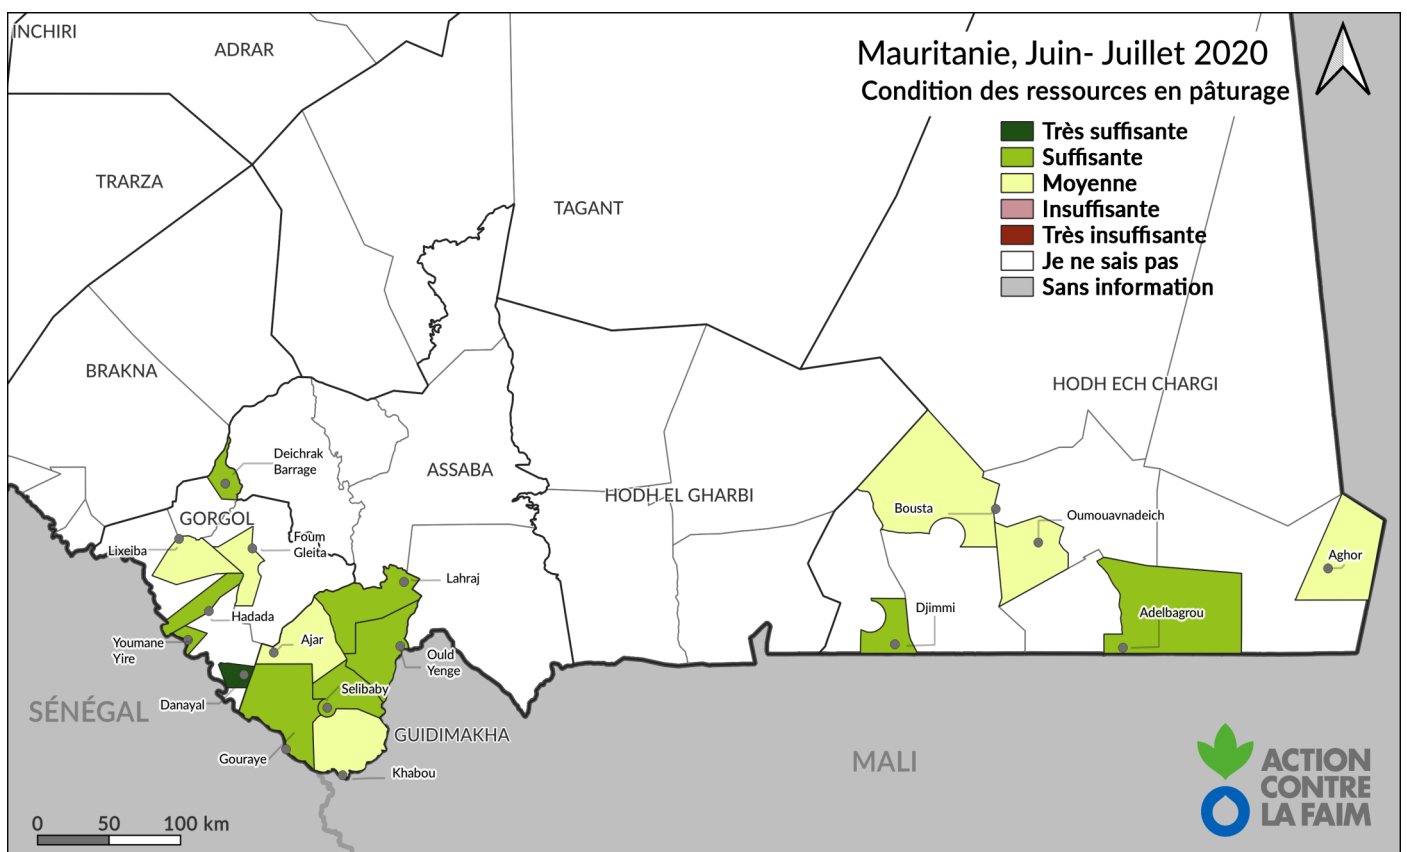 INCHIRI
ADRAR
Mauritanie, Juin- Juillet 2020
Condition des ressources en pâturage
Très suffisante
Suffisante
Moyenne
Insuffisante
Très insuffisante
Je ne sais pas
Sans information
TRARZA
TAGANT
BRAKNA
HODH ECH CHARGI
Deichrak
Barrage
ASSABA
HODH EL GHARBI
Bousta
Oumouavnadeich
GORGOL
Lixeiba
Foum
Gleita
Aghor
Lahraj
Hadada
Djimmi
Adelbagrou
Youmane
Yire
Ajar
Ould
Yenge
Selibaby
Danayal
SÉNÉGAL
GUIDIMAKHA
Gouraye
Khabou
MALI
ACTION
CONTRE
LA FAIM
0 50 100 km